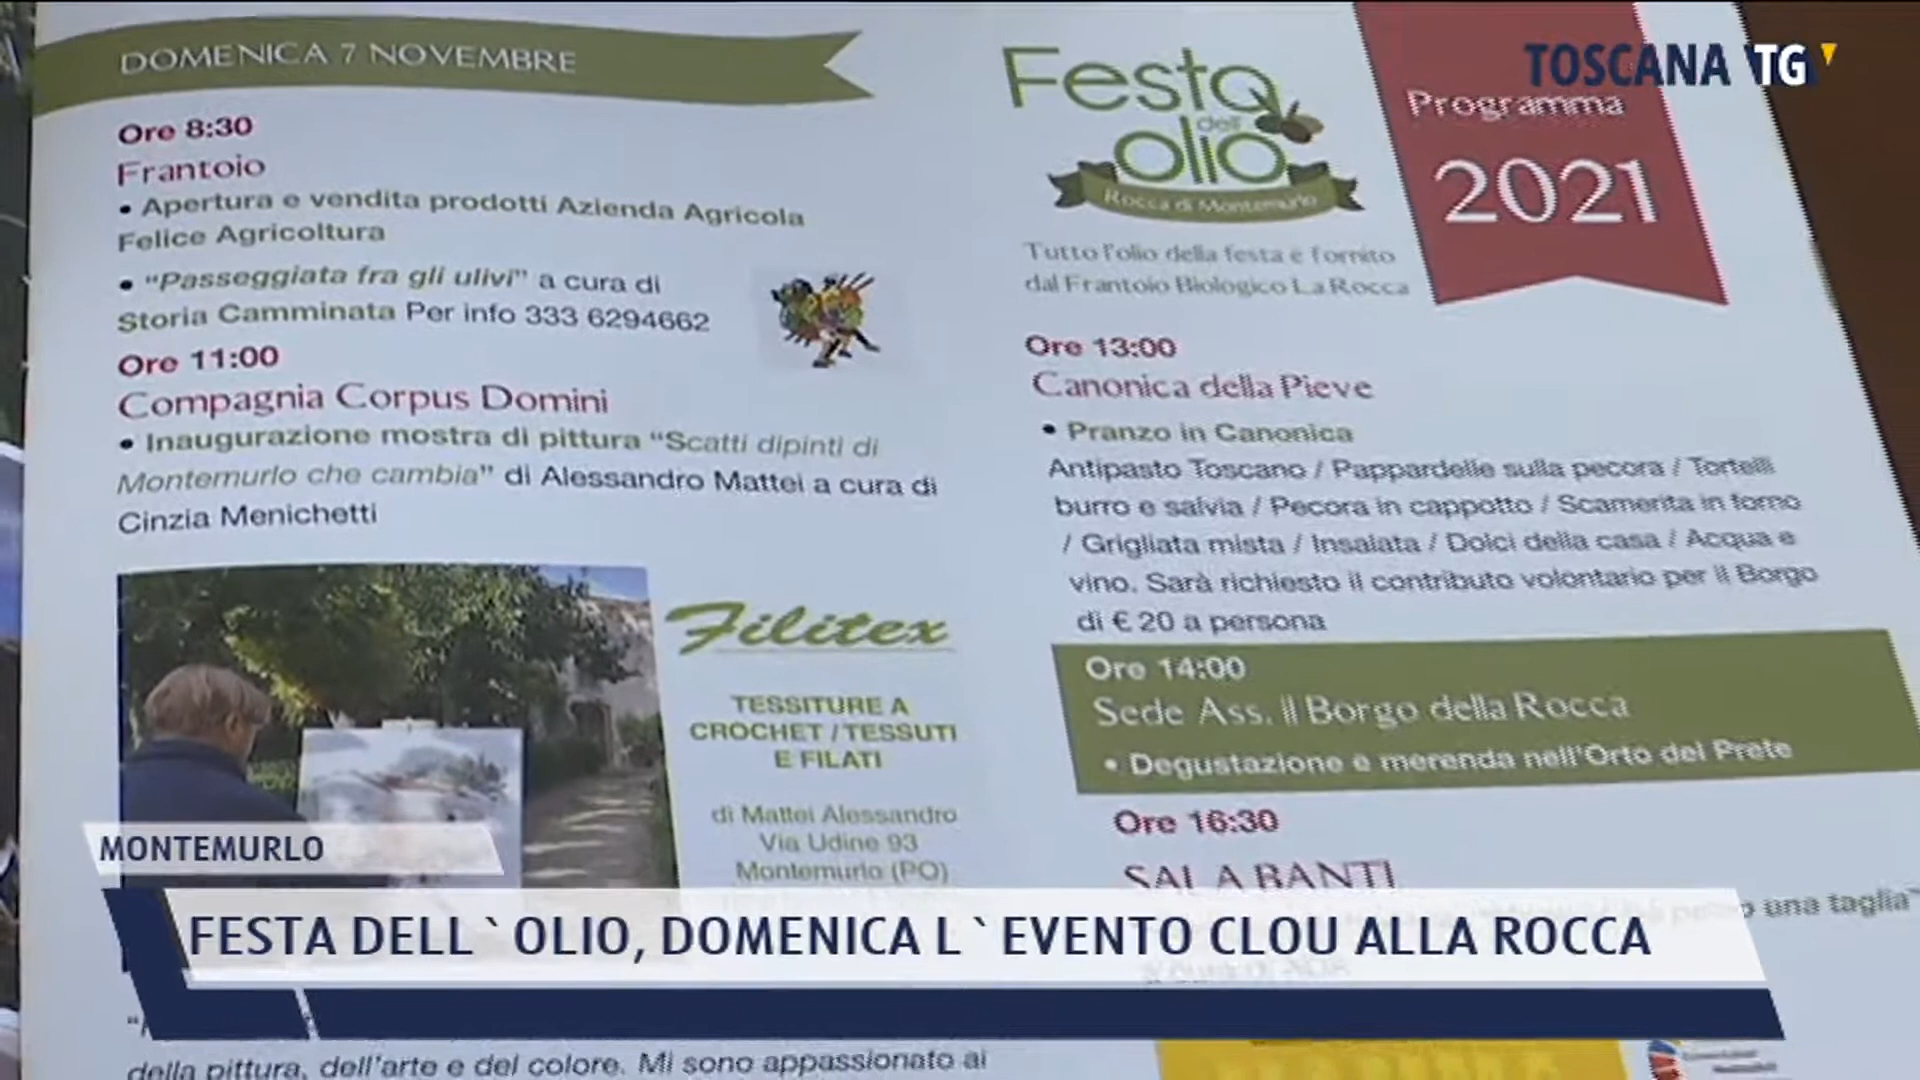 DOMENICA 7 NOVEMBRE
Ore 8:30
Frantoio
• Apertura e vendita prodotti Azienda Agricola
Felice Agricoltura
• "Passeggiata fra gli ulivi" a cura di
Storia Camminata Per info 333 6294662
Ore 11:00
Compagnia Corpus Domini
• Inaugurazione mostra di pittura "Scatti dipinti di
Montemurlo che cambia" di Alessandro Mattei a cura di
Cinzia Menichetti
Filitex
TESSITURE A
CROCHET / TESSUTI
E FILATI
di Mattei Alessandro
Via Udine 93
Montemurlo (PO)
della pittura, dell'arte e del colore. Mi sono appassionato ai
Festa
dell'
olio
Rocca di Montemurlo
TOSCANA TG
Programma
2021
Tutto l'olio della festa è fornito
dal Frantoio Biologico La Rocca
Ore 13:00
Canonica della Pieve
• Pranzo in Canonica
Antipasto Toscano / Pappardelle sulla pecora / Tortelli
burro e salvia / Pecora in cappotto / Scamerita in forno
/ Grigliata mista / Insalata / Dolci della casa / Acqua e
vino. Sarà richiesto il contributo volontario per il Borgo
di € 20 a persona
Ore 14:00
Sede Ass. il Borgo della Rocca
• Degustazione e merenda nell'Orto del Prete
Ore 16:30
SALA BANTI
una taglia"
MONTEMURLO
FESTA DELL`OLIO, DOMENICA L`EVENTO CLOU ALLA ROCCA